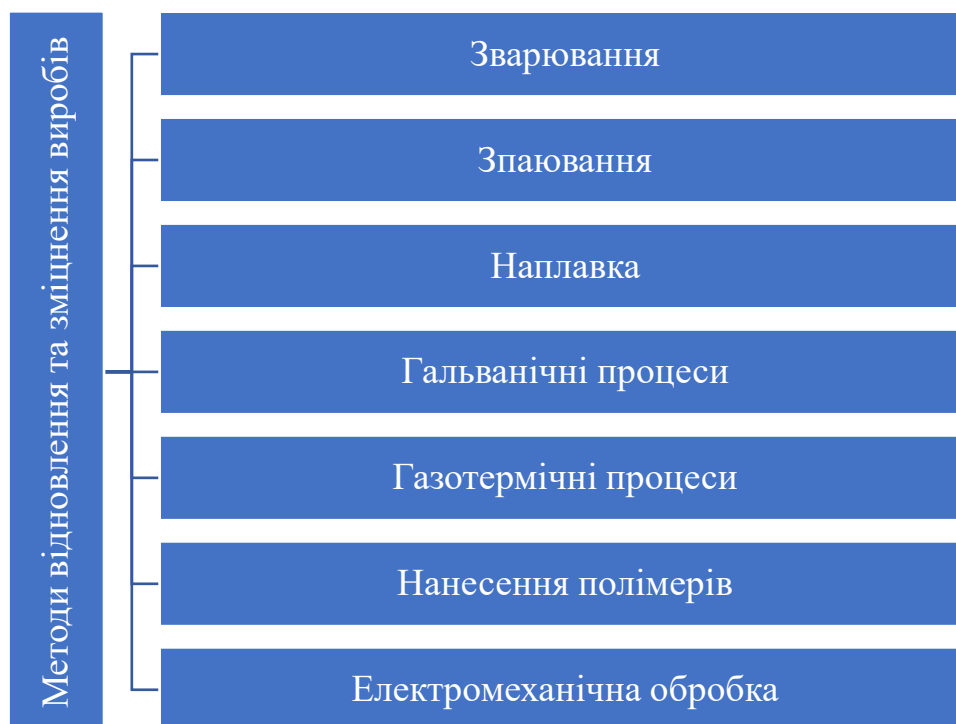 Методи відновлення та зміцнення виробів
Зварювання
Зпаювання
Наплавка
Гальванічні процеси
Газотермічні процеси
Нанесення полімерів
Електромеханічна обробка